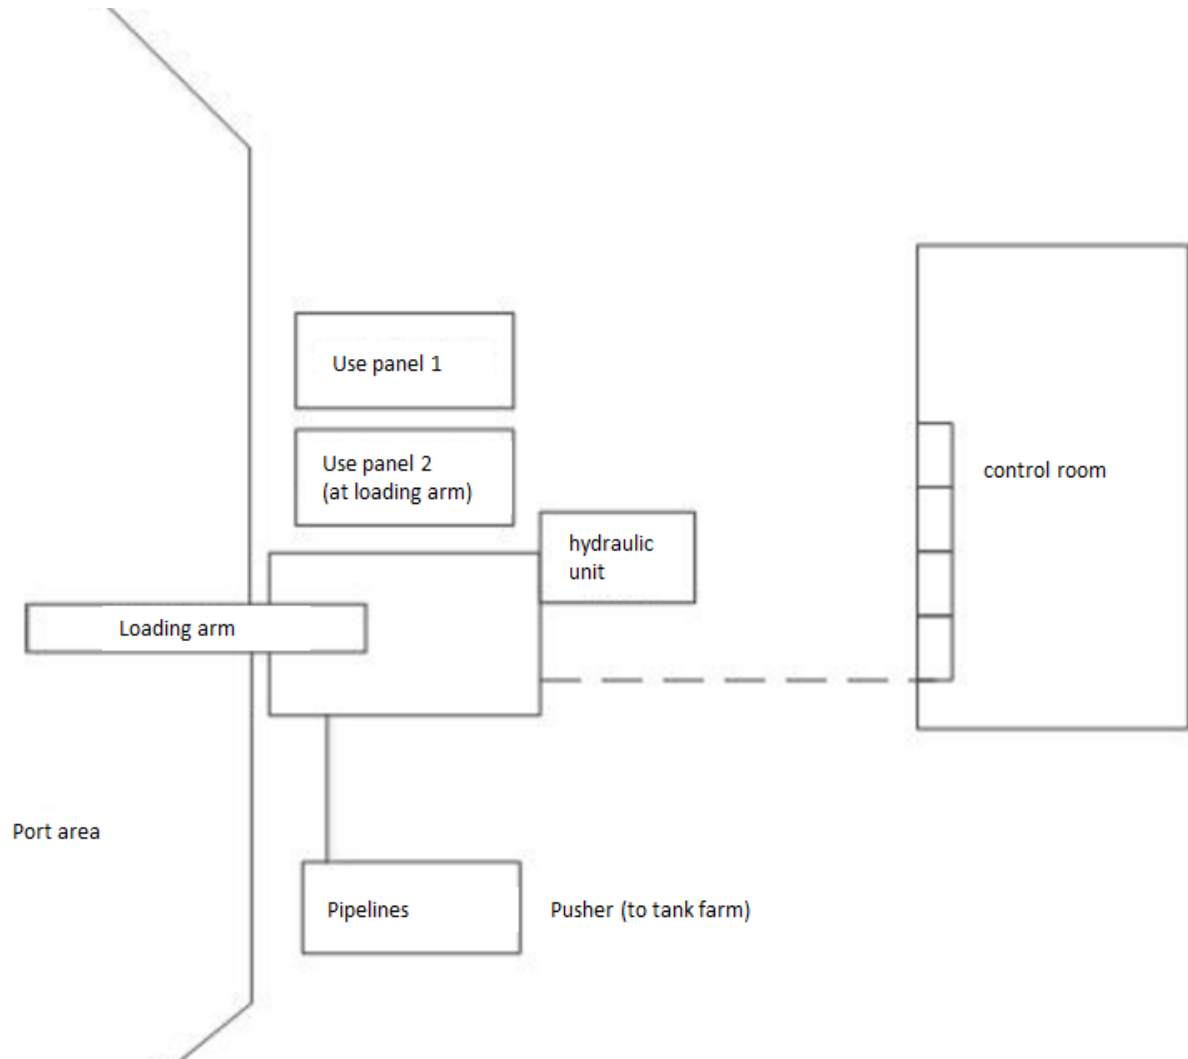 Use panel 1
Use panel 2
(at loading arm)
control room
hydraulic
unit
Loading arm
Port area
Pipelines
Pusher (to tank farm)